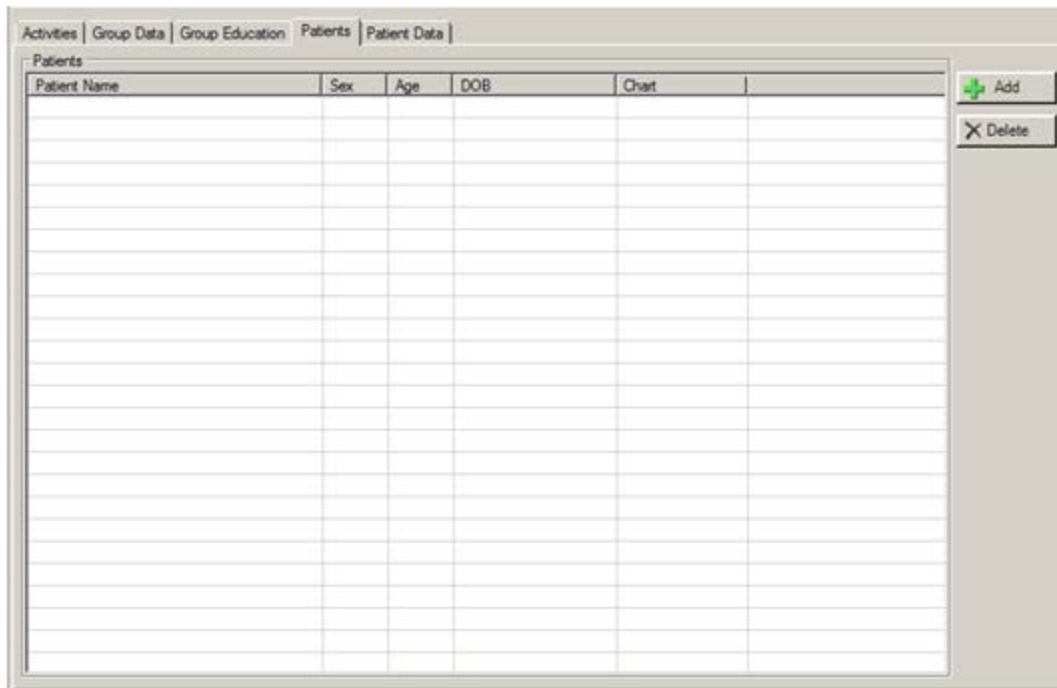 Activities Group Data Group Education Patients Patient Data
Patients
Patient Name Sex Age DOB Chart
Add
Delete